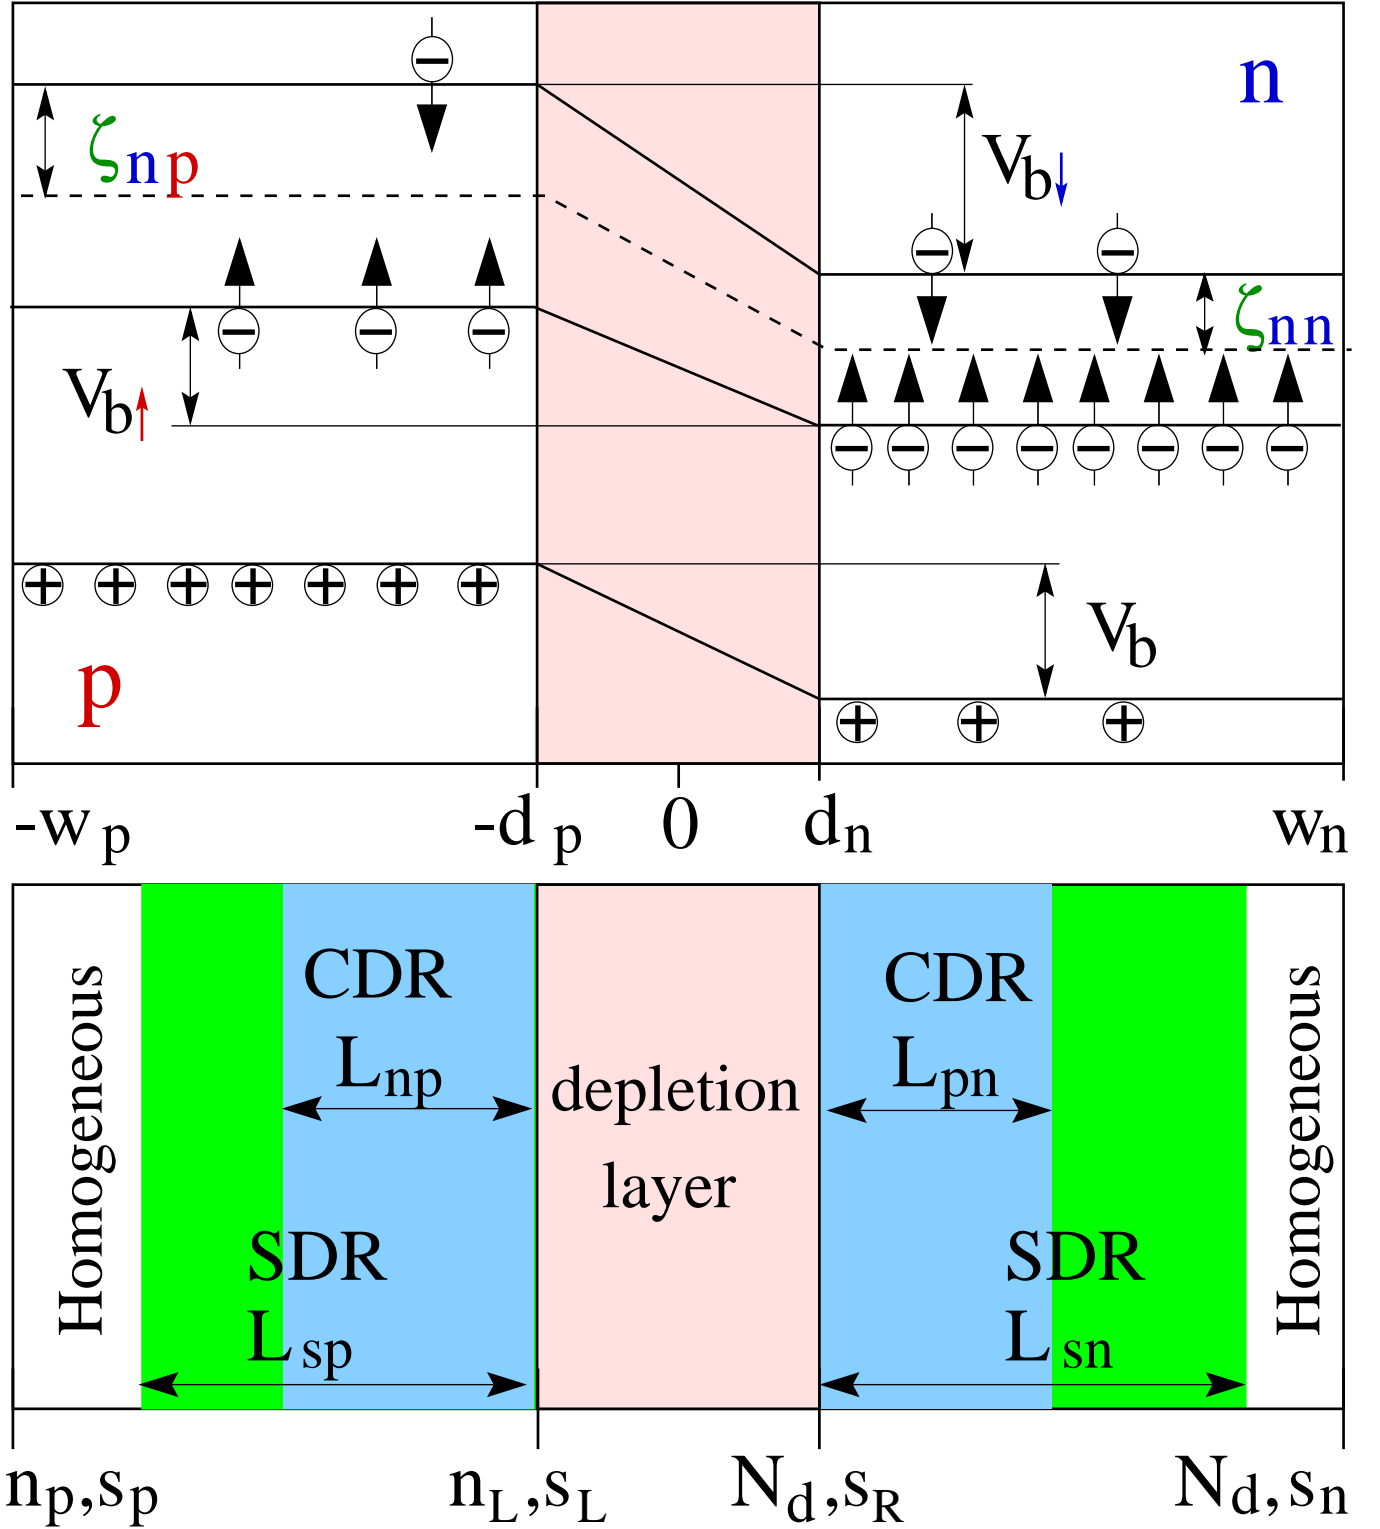 n
ζnp
Vb↓
ζnn
Vb↑
Vb
p
-wp -dp 0 dn wn
Homogeneous
CDR
Lnp
SDR
Lsp
depletion
layer
CDR
Lpn
SDR
Lsn
Homogeneous
np,sp nL,sL Nd,sR Nd,sn